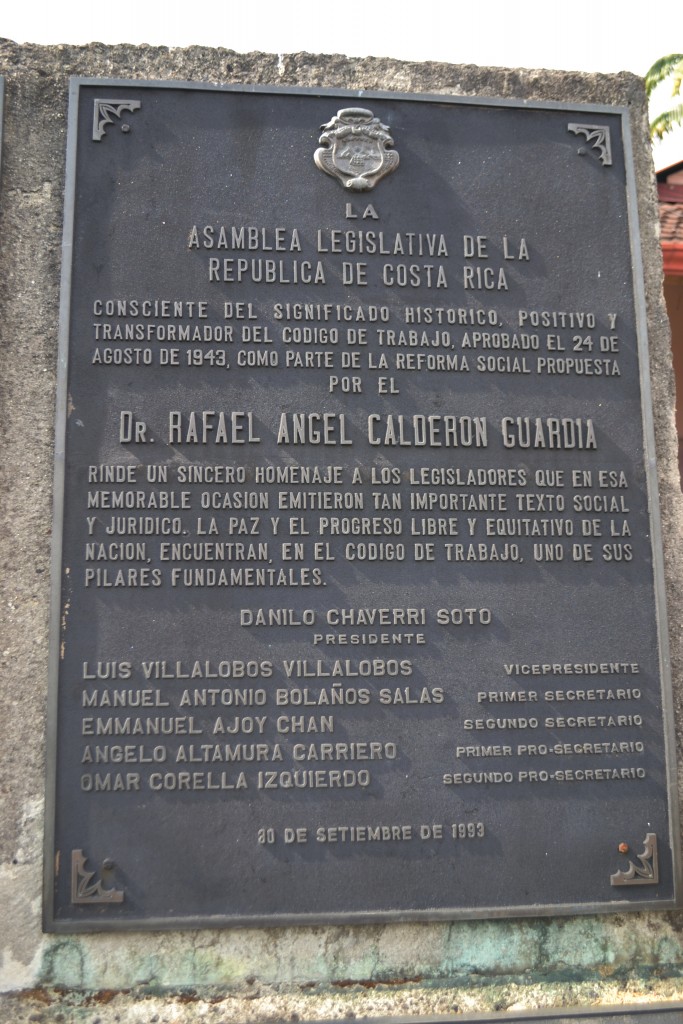 LA
ASAMBLEA LEGISLATIVA DE LA
REPUBLICA DE COSTA RICA
CONSCIENTE DEL SIGNIFICADO HISTORICO, POSITIVO Y
TRANSFORMADOR DEL CODIGO DE TRABAJO, APROBADO EL 24 DE
AGOSTO DE 1943, COMO PARTE DE LA REFORMA SOCIAL PROPUESTA
POR EL
DR. RAFAEL ANGEL CALDERON GUARDIA
RINDE UN SINCERO HOMENAJE A LOS LEGISLADORES QUE EN ESA
MEMORABLE OCASION EMITIERON TAN IMPORTANTE TEXTO SOCIAL
Y JURIDICO. LA PAZ Y EL PROGRESO LIBRE Y EQUITATIVO DE LA
NACION, ENCUENTRAN, EN EL CODIGO DE TRABAJO, UNO DE SUS
PILARES FUNDAMENTALES.
DANILO CHAVERRI SOTO
PRESIDENTE
LUIS VILLALOBOS VILLALOBOS VICEPRESIDENTE
MANUEL ANTONIO BOLAÑOS SALAS PRIMER SECRETARIO
EMMANUEL AJOY CHAN SEGUNDO SECRETARIO
ANGELO ALTAMURA CARRIERO PRIMER PRO-SECRETARIO
OMAR CORELLA IZQUIERDO SEGUNDO PRO-SECRETARIO
30 DE SETIEMBRE DE 1993